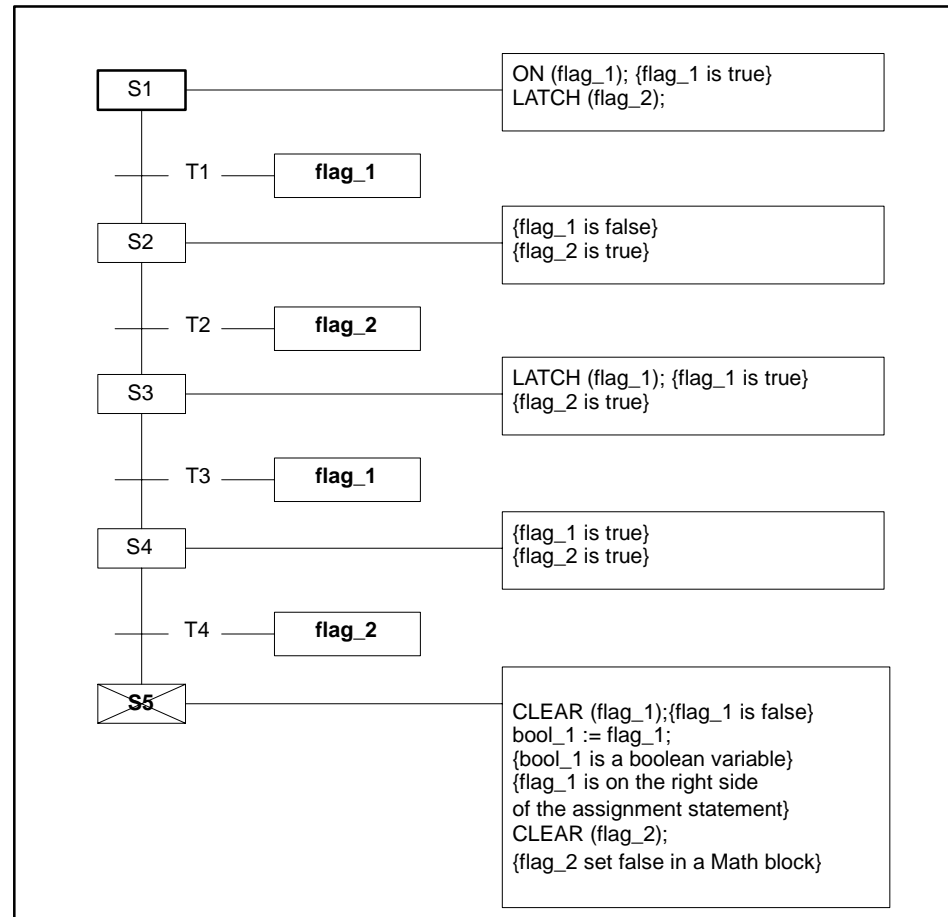 S1
ON (flag_1); {flag_1 is true}
LATCH (flag_2);
T1
flag_1
S2
{flag_1 is false}
{flag_2 is true}
T2
flag_2
S3
LATCH (flag_1); {flag_1 is true}
{flag_2 is true}
T3
flag_1
S4
{flag_1 is true}
{flag_2 is true}
T4
flag_2
S5
CLEAR (flag_1);{flag_1 is false}
bool_1 := flag_1;
{bool_1 is a boolean variable}
{flag_1 is on the right side
of the assignment statement}
CLEAR (flag_2);
{flag_2 set false in a Math block}